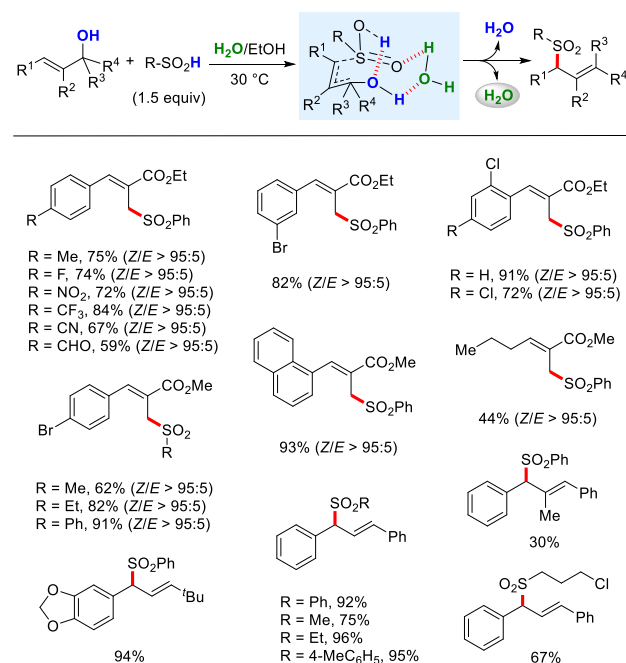 OH
R¹ R² R³ R⁴ + R-SO₂H
(1.5 equiv)
H₂O/EtOH
30 °C
O H R S O R¹ R² R³ R⁴ O H H O H
H₂O
H₂O
R SO₂ R³ R¹ R⁴ R²
CO₂Et
SO₂Ph
R
R = Me, 75% (Z/E > 95:5)
R = F, 74% (Z/E > 95:5)
R = NO₂, 72% (Z/E > 95:5)
R = CF₃, 84% (Z/E > 95:5)
R = CN, 67% (Z/E > 95:5)
R = CHO, 59% (Z/E > 95:5)
CO₂Et
SO₂Ph
Br
82% (Z/E > 95:5)
Cl
CO₂Et
SO₂Ph
R
R = H, 91% (Z/E > 95:5)
R = Cl, 72% (Z/E > 95:5)
CO₂Me
Br
SO₂
R
R = Me, 62% (Z/E > 95:5)
R = Et, 82% (Z/E > 95:5)
R = Ph, 91% (Z/E > 95:5)
CO₂Me
SO₂Ph
93% (Z/E > 95:5)
Me
CO₂Me
SO₂Ph
44% (Z/E > 95:5)
SO₂Ph
Ph
Me
30%
SO₂Ph
O
O
tBu
94%
SO₂R
Ph
R = Ph, 92%
R = Me, 75%
R = Et, 96%
R = 4-MeC6H5, 95%
SO₂
Cl
Ph
67%